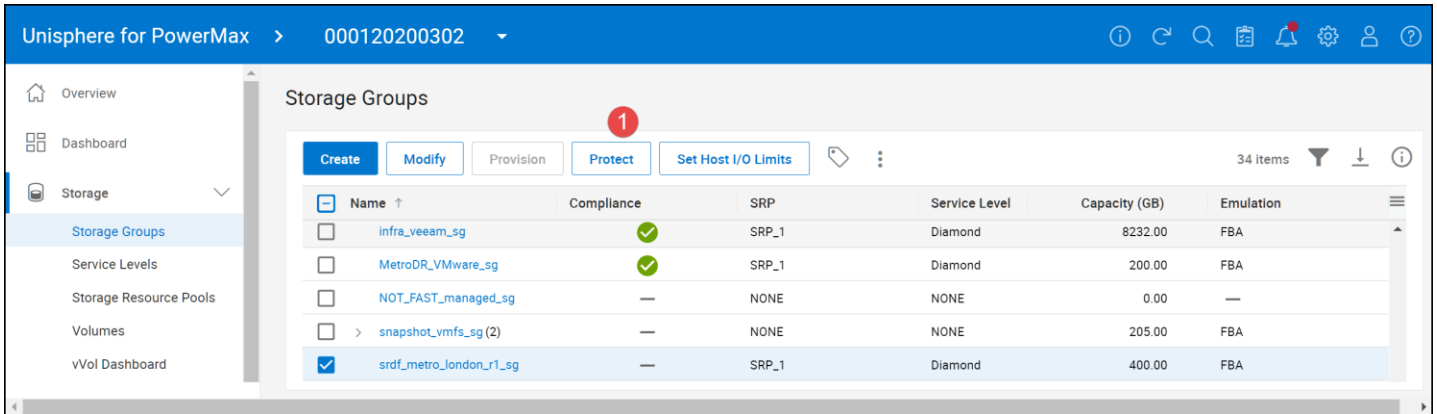 Unisphere for PowerMax > 000120200302
Overview
Dashboard
Storage
Storage Groups
Service Levels
Storage Resource Pools
Volumes
vVol Dashboard
Storage Groups
1
Create Modify Provision Protect Set Host I/O Limits 34 items
Name Compliance SRP Service Level Capacity (GB) Emulation
infra_veeam_sg SRP_1 Diamond 8232.00 FBA
MetroDR_VMware_sg SRP_1 Diamond 200.00 FBA
NOT_FAST_managed_sg — NONE NONE 0.00 —
snapshot_vmfs_sg (2) — NONE NONE 205.00 FBA
srdf_metro_london_r1_sg — SRP_1 Diamond 400.00 FBA